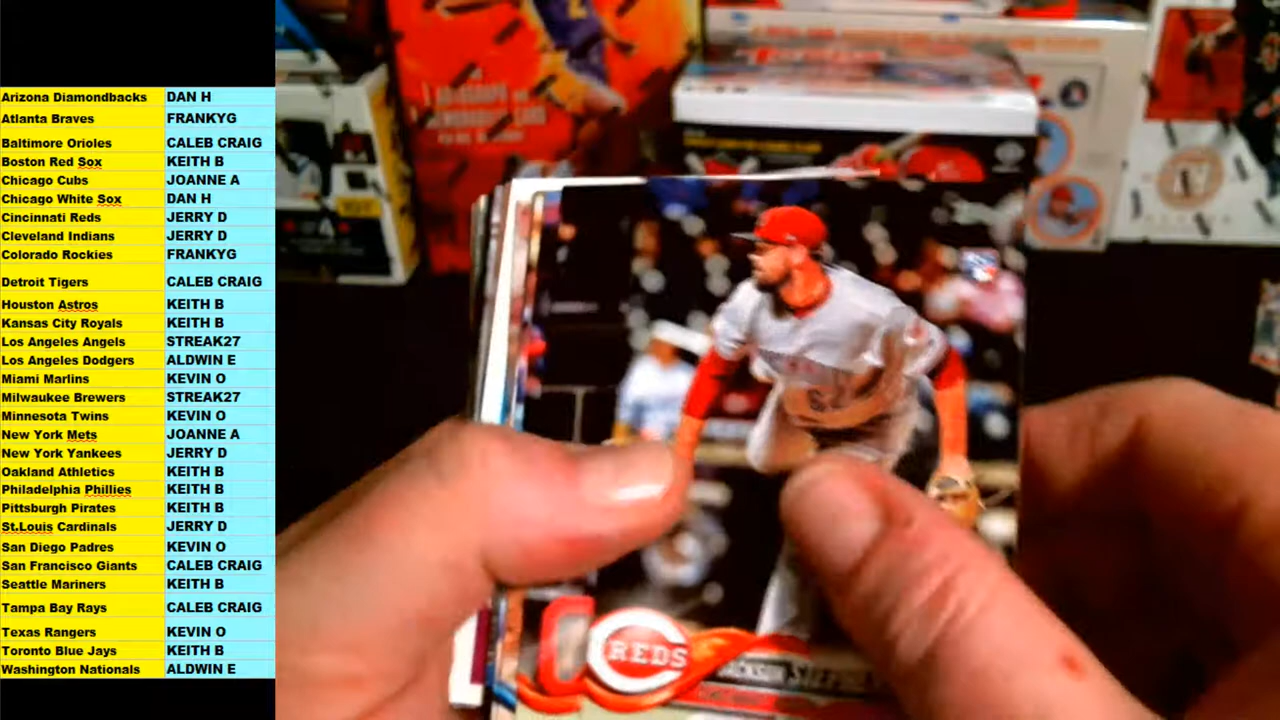 Arizona Diamondbacks DAN H
Atlanta Braves FRANKYG
Baltimore Orioles CALEB CRAIG
Boston Red Sox KEITH B
Chicago Cubs JOANNE A
Chicago White Sox DAN H
Cincinnati Reds JERRY D
Cleveland Indians JERRY D
Colorado Rockies FRANKYG
Detroit Tigers CALEB CRAIG
Houston Astros KEITH B
Kansas City Royals KEITH B
Los Angeles Angels STREAK27
Los Angeles Dodgers ALDWIN E
Miami Marlins KEVIN O
Milwaukee Brewers STREAK27
Minnesota Twins KEVIN O
New York Mets JOANNE A
New York Yankees JERRY D
Oakland Athletics KEITH B
Philadelphia Phillies KEITH B
Pittsburgh Pirates KEITH B
St.Louis Cardinals JERRY D
San Diego Padres KEVIN O
San Francisco Giants CALEB CRAIG
Seattle Mariners KEITH B
Tampa Bay Rays CALEB CRAIG
Texas Rangers KEVIN O
Toronto Blue Jays KEITH B
Washington Nationals ALDWIN E
REDS